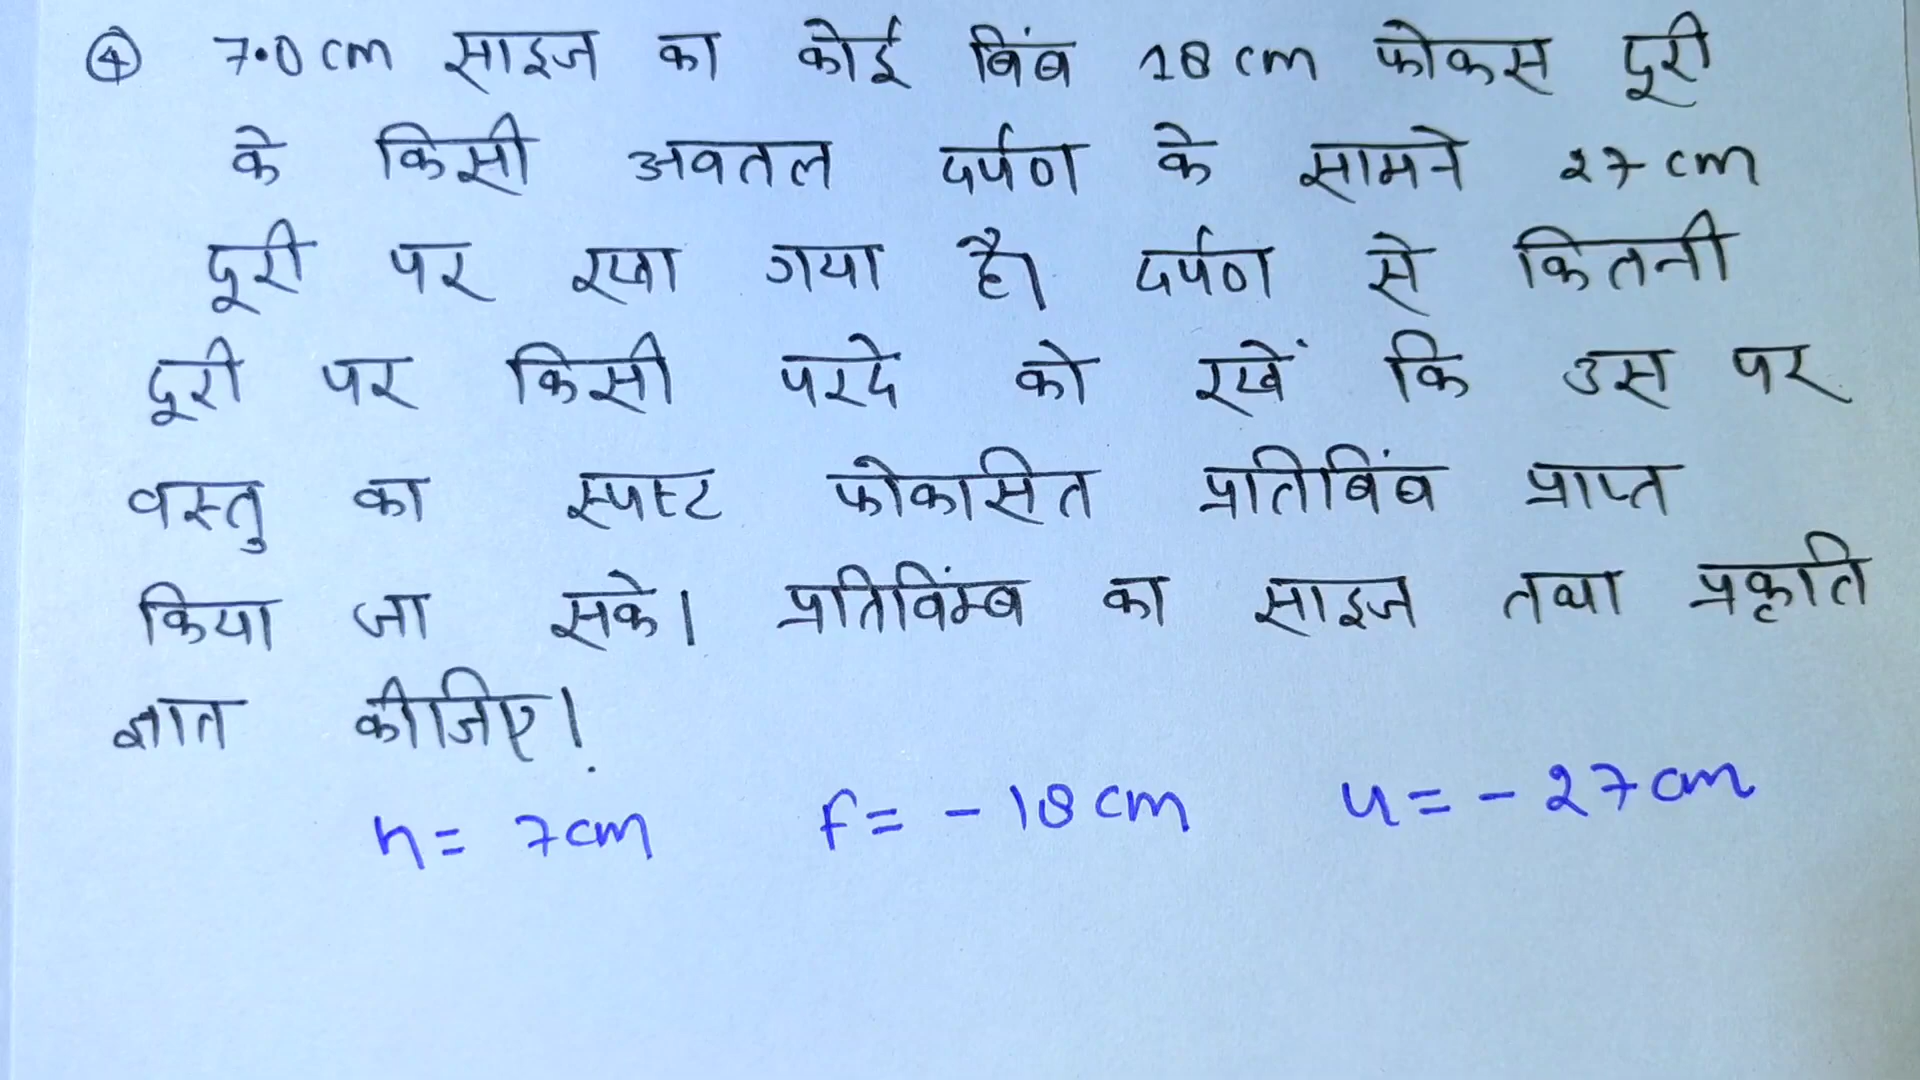 ④ 7.0 cm साइज का कोई बिंब 18 cm फोकस दूरी
के किसी अवतल दर्पण के सामने 27 cm
दूरी पर रखा गया है। दर्पण से कितनी
दूरी पर किसी परदे को रखें कि उस पर
वस्तु का स्पष्ट फोकासित प्रतिबिंब प्राप्त
किया जा सके। प्रतिविंम्ब का साइज तथा प्रकृति
ज्ञात कीजिए।
h = 7cm f = - 18 cm u = - 27 cm